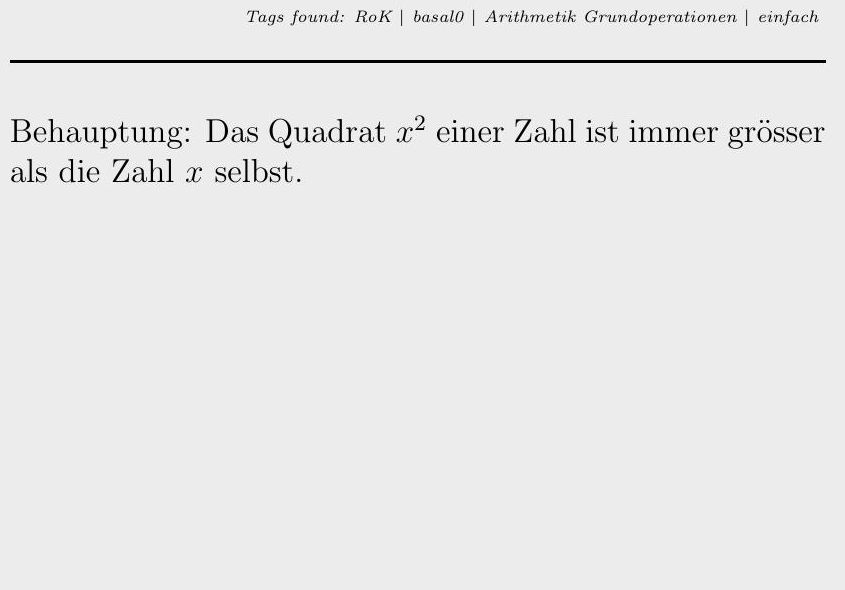 Tags found: RoK | basal0 | Arithmetik Grundoperationen | einfach
Behauptung: Das Quadrat x² einer Zahl ist immer grösser
als die Zahl x selbst.